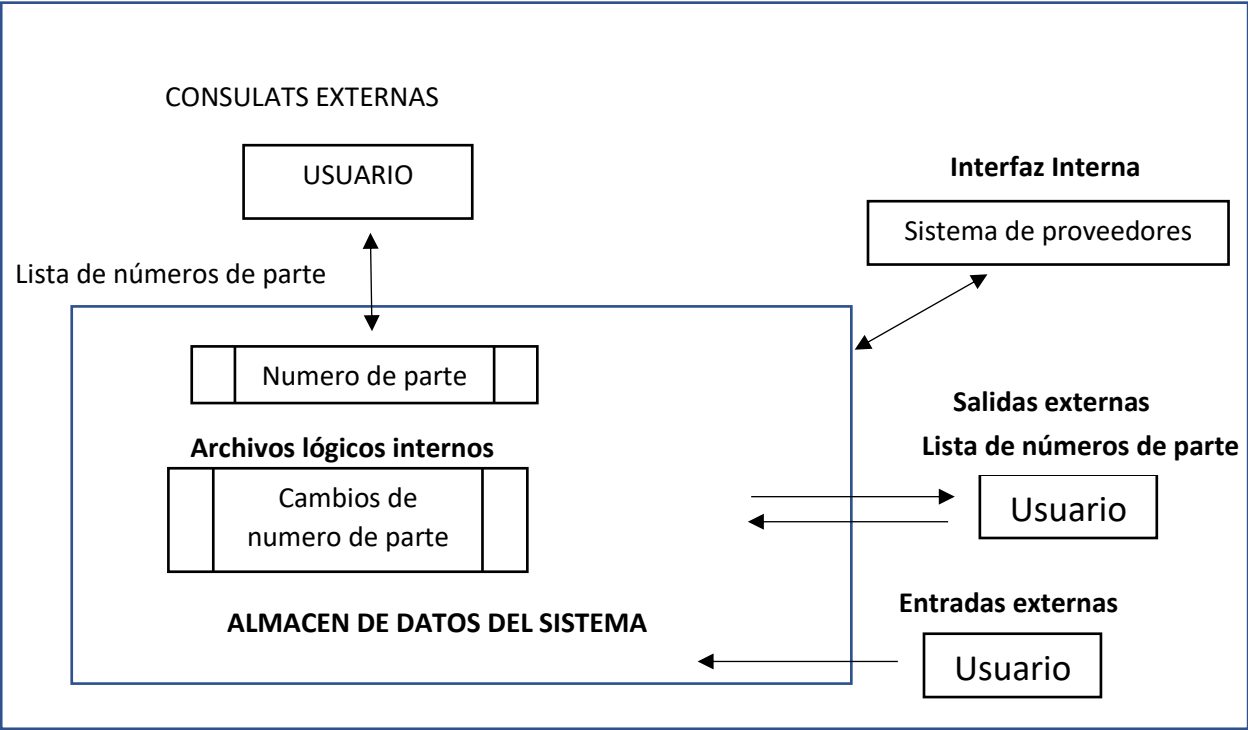 CONSULATS EXTERNAS
USUARIO
Interfaz Interna
Sistema de proveedores
Lista de números de parte
Numero de parte
Archivos lógicos internos
Cambios de
numero de parte
ALMACEN DE DATOS DEL SISTEMA
Salidas externas
Lista de números de parte
Usuario
Entradas externas
Usuario